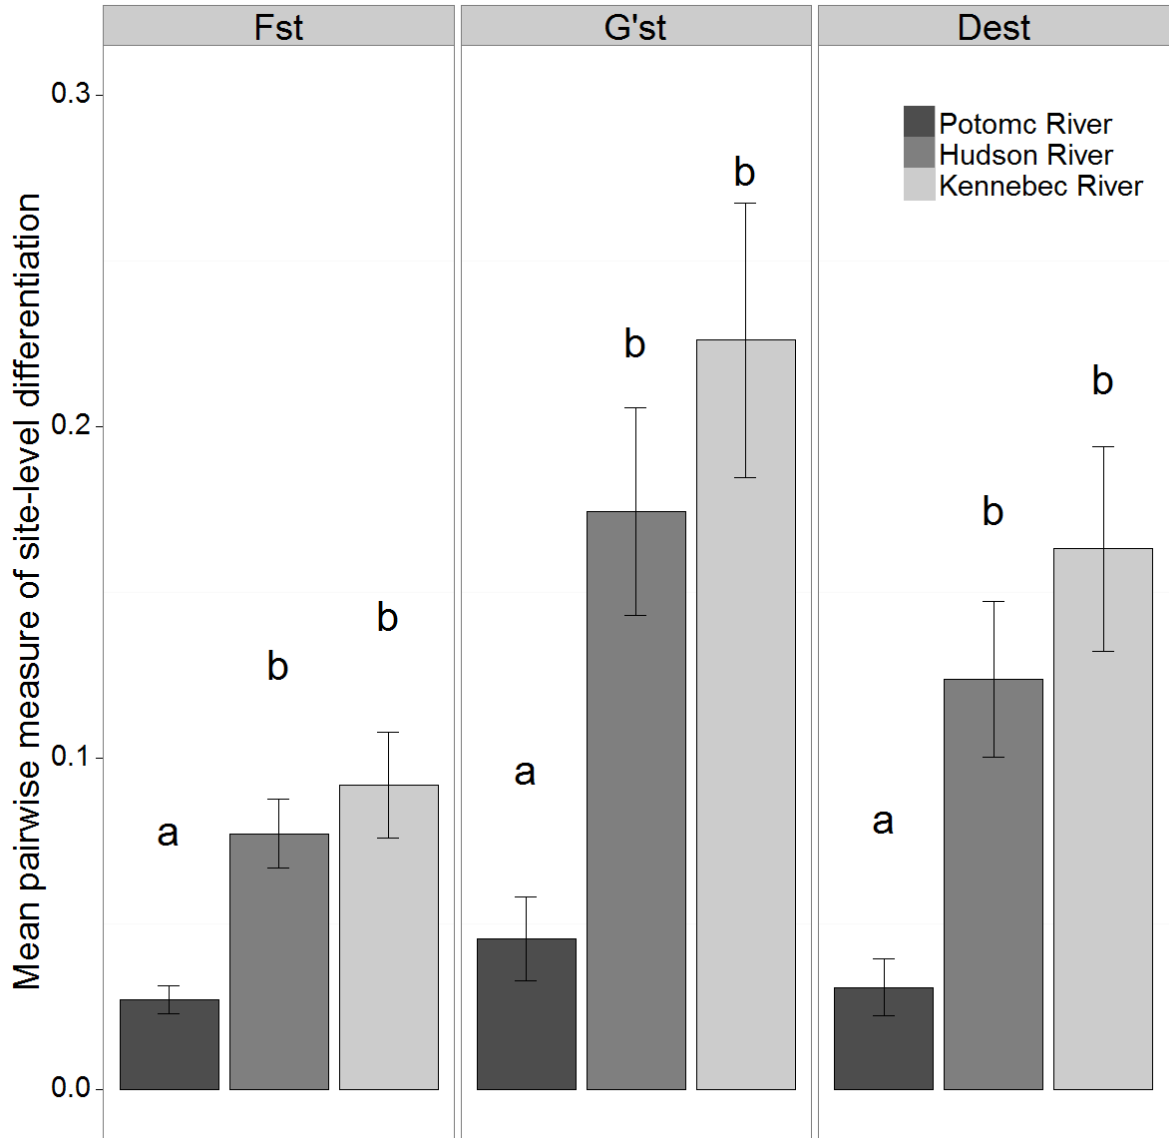 Fst
G'st
Dest
Mean pairwise measure of site-level differentiation
0.3
0.2
0.1
0.0
Potomc River
Hudson River
Kennebec River
a
b
b
a
b
b
a
b
b